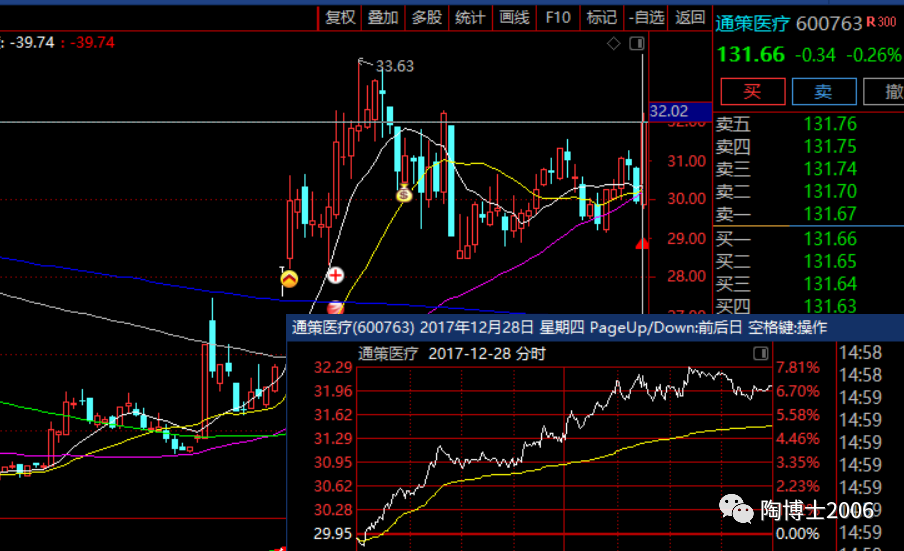 复权 叠加 多股 统计 画线 F10 标记 -自选 返回
通策医疗 600763 R 300
: -39.74 : -39.74
131.66 -0.34 -0.26%
买 卖 撤
33.63
32.02
31.00
30.00
29.00
28.00
卖五 131.76
卖四 131.75
卖三 131.74
卖二 131.70
卖一 131.67
买一 131.66
买二 131.65
买三 131.64
买四 131.63
通策医疗(600763) 2017年12月28日 星期四 PageUp/Down:前后日 空格键:操作
通策医疗 2017-12-28 分时
32.29 7.81%
31.96 6.70%
31.62 5.58%
31.29 4.46%
30.95 3.35%
30.62 2.23%
30.28
29.95 0.00%
14:58
14:58
14:59
14:59
14:59
14:59
14:59
14:59
陶博士2006